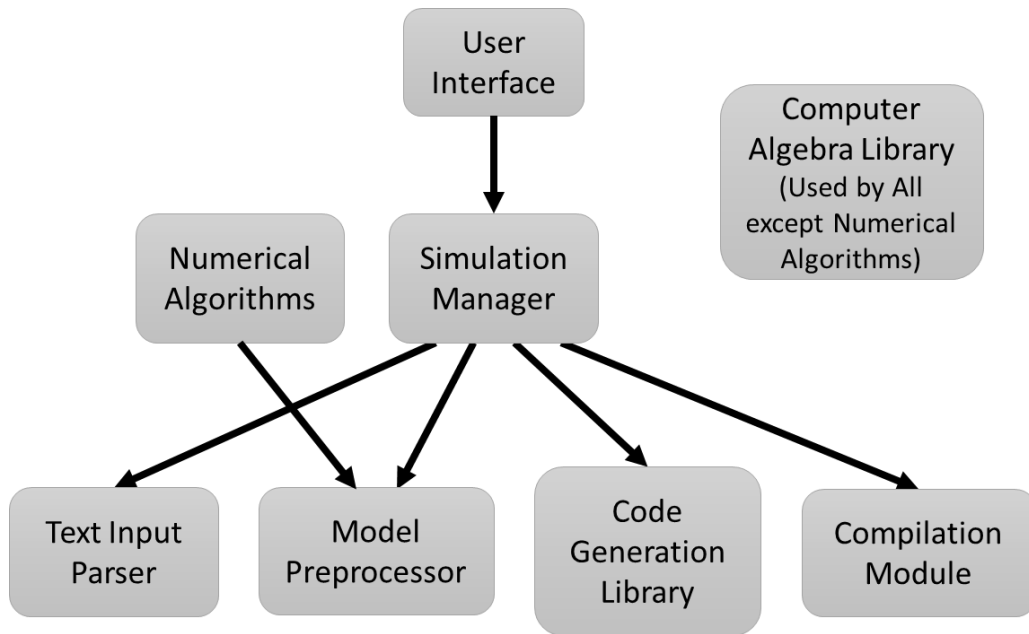 User
Interface
Computer
Algebra Library
(Used by All
except Numerical
Algorithms)
Numerical
Algorithms
Simulation
Manager
Text Input
Parser
Model
Preprocessor
Code
Generation
Library
Compilation
Module